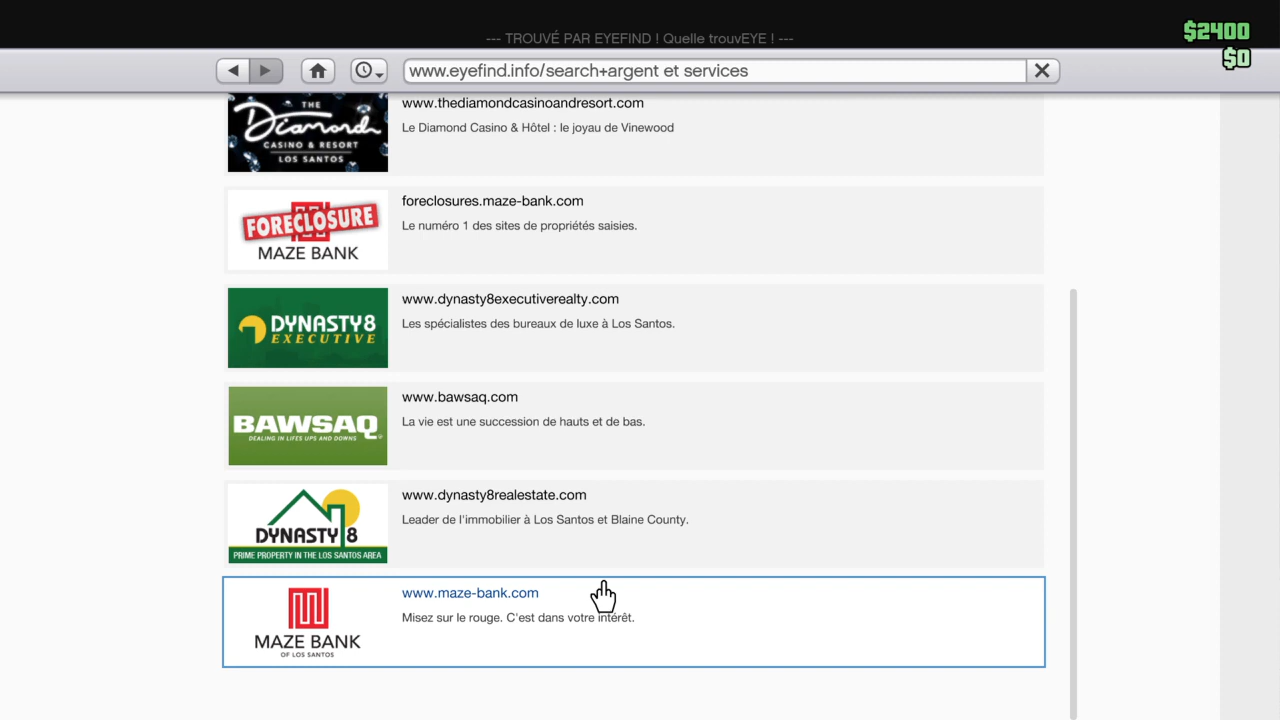 --- TROUVÉ PAR EYEFIND ! Quelle trouvEYE ! ---
$2400
$0
www.eyefind.info/search+argent et services
THE
Diamond
CASINO & RESORT
LOS SANTOS
www.thediamondcasinoandresort.com
Le Diamond Casino & Hôtel : le joyau de Vinewood
FORECLOSURE
MAZE BANK
foreclosures.maze-bank.com
Le numéro 1 des sites de propriétés saisies.
DYNASTY8
EXECUTIVE
www.dynasty8executiverealty.com
Les spécialistes des bureaux de luxe à Los Santos.
BAWSAQ
DEALING IN LIFES UPS AND DOWNS
www.bawsaq.com
La vie est une succession de hauts et de bas.
DYNASTY 8
PRIME PROPERTY IN THE LOS SANTOS AREA
www.dynasty8realestate.com
Leader de l'immobilier à Los Santos et Blaine County.
MAZE BANK
OF LOS SANTOS
www.maze-bank.com
Misez sur le rouge. C'est dans votre intérêt.